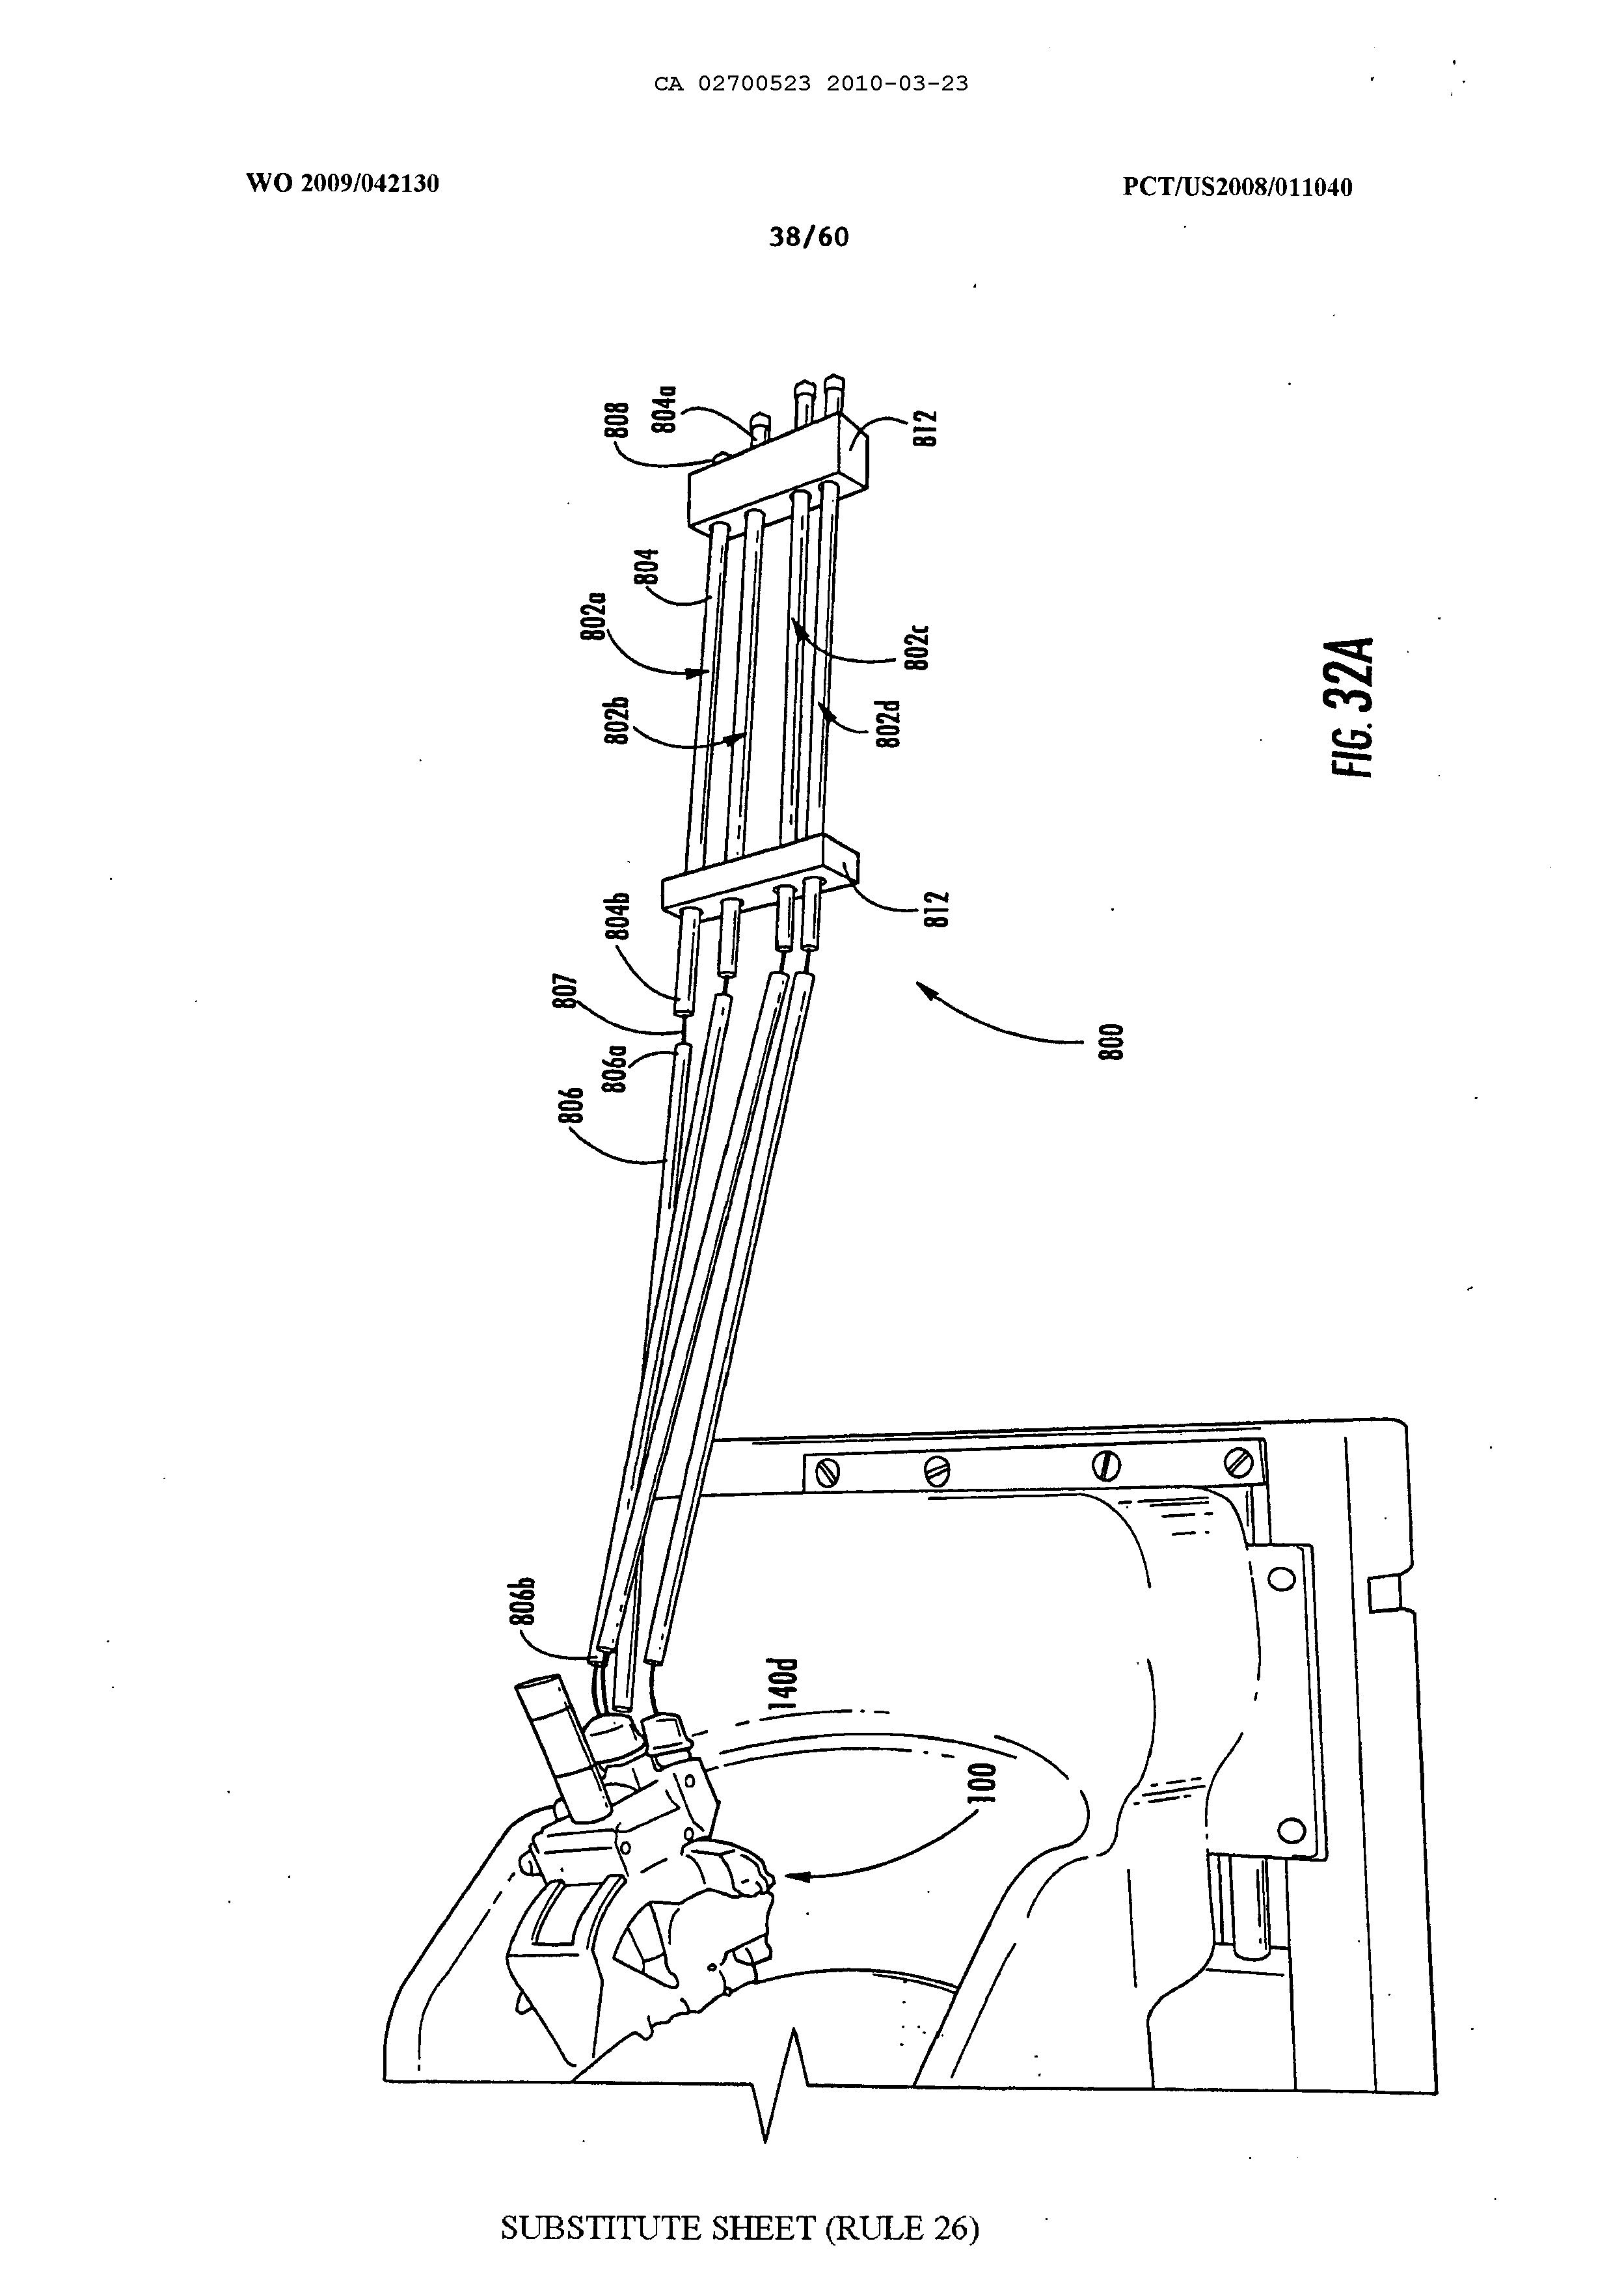 CA 02700523 2010-03-23
WO 2009/042130
PCT/US2008/011040
38/60
808
804a
812
804
802a
802c
802b
802d
FIG. 32A
804b
812
807
806a
800
806
806b
140d
100
SUBSTITUTE SHEET (RULE 26)